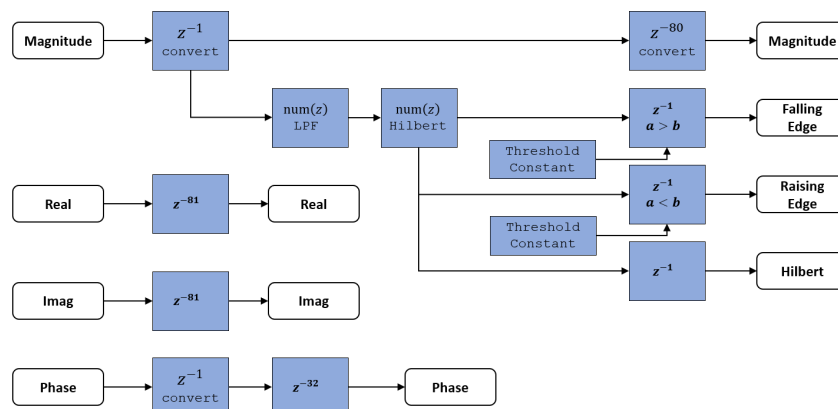 Magnitude
Z⁻¹
convert
Z⁻⁸⁰
convert
Magnitude
num(z)
LPF
num(z)
Hilbert
z⁻¹
a > b
Falling
Edge
Threshold
Constant
Real
z⁻⁸¹
Real
z⁻¹
a < b
Raising
Edge
Threshold
Constant
z⁻¹
Hilbert
Imag
z⁻⁸¹
Imag
Phase
Z⁻¹
convert
z⁻³²
Phase